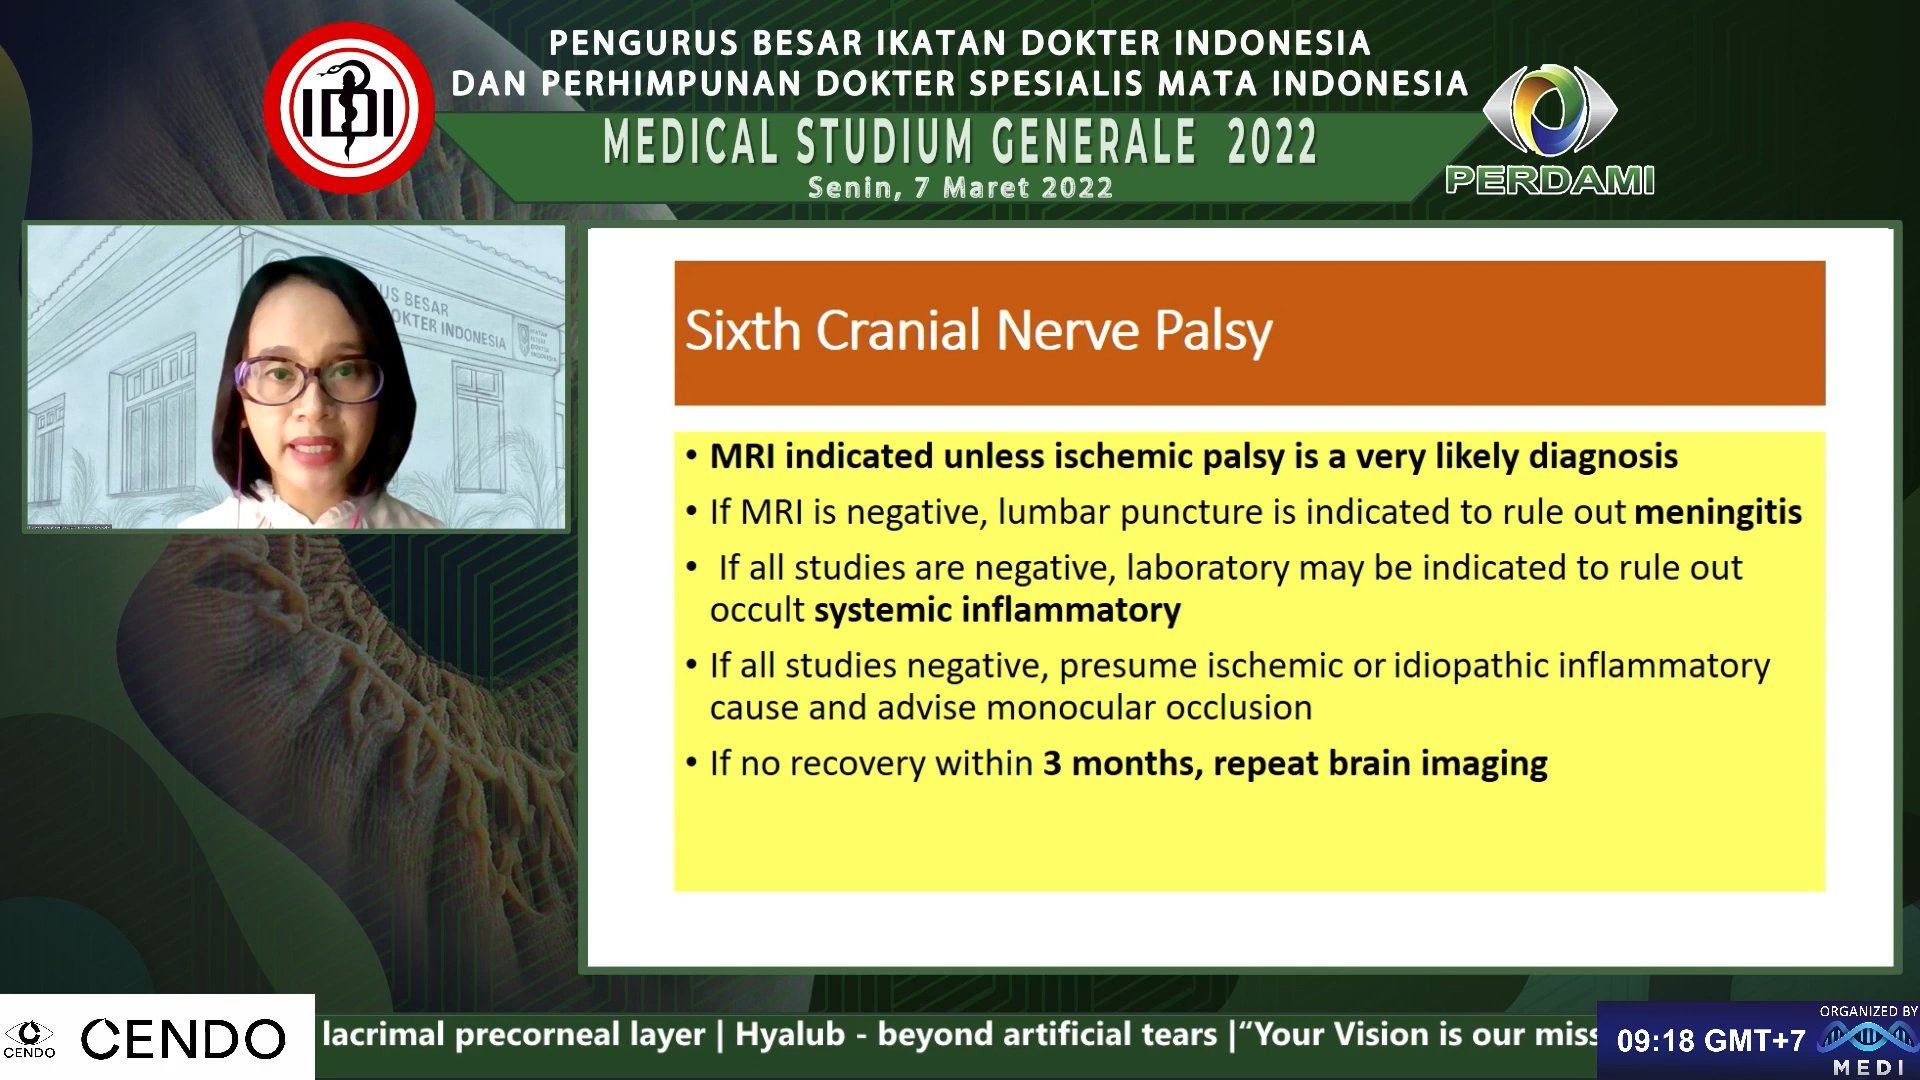 PENGURUS BESAR IKATAN DOKTER INDONESIA
DAN PERHIMPUNAN DOKTER SPESIALIS MATA INDONESIA
IDI
MEDICAL STUDIUM GENERALE 2022
Senin, 7 Maret 2022
PERDAMI
US BESAR
OKTER INDONESIA
IKATAN
DOKTER
INDONESIA
Sixth Cranial Nerve Palsy
• MRI indicated unless ischemic palsy is a very likely diagnosis
• If MRI is negative, lumbar puncture is indicated to rule out meningitis
• If all studies are negative, laboratory may be indicated to rule out
occult systemic inflammatory
• If all studies negative, presume ischemic or idiopathic inflammatory
cause and advise monocular occlusion
• If no recovery within 3 months, repeat brain imaging
CENDO
CENDO
lacrimal precorneal layer | Hyalub - beyond artificial tears | “Your Vision is our miss
09:18 GMT+7
ORGANIZED BY
MEDI